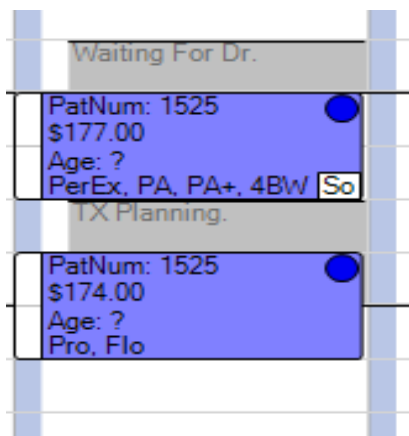 Waiting For Dr.
PatNum: 1525
$177.00
Age: ?
PerEx, PA, PA+, 4BW So
TX Planning.
PatNum: 1525
$174.00
Age: ?
Pro, Flo